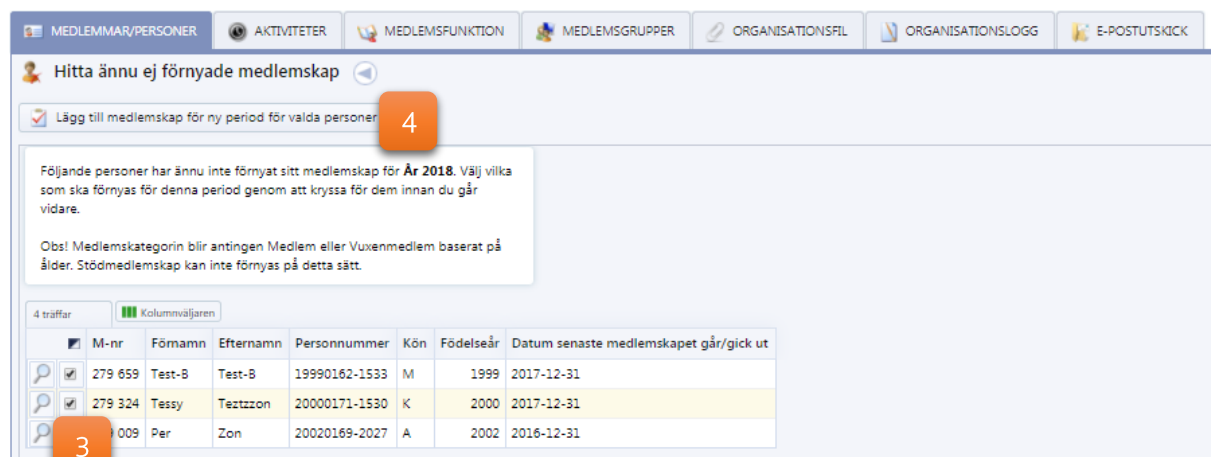 MEDLEMMAR/PERSONER AKTIVITETER MEDLEMSFUNKTION MEDLEMSGRUPPER ORGANISATIONSFIL ORGANISATIONSLOGG E-POSTUTSKICK
Hitta ännu ej förnyade medlemskap
Lägg till medlemskap för ny period för valda personer 4
Följande personer har ännu inte förnyat sitt medlemskap för År 2018. Välj vilka
som ska förnyas för denna period genom att kryssa för dem innan du går
vidare.
Obs! Medlemskategorin blir antingen Medlem eller Vuxenmedlem baserat på
ålder. Stödmedlemskap kan inte förnyas på detta sätt.
4 träffar Kolumnväljaren
M-nr Förnamn Efternamn Personnummer Kön Födelseår Datum senaste medlemskapet går/gick ut
279 659 Test-B Test-B 19990162-1533 M 1999 2017-12-31
279 324 Tessy Teztzzon 20000171-1530 K 2000 2017-12-31
009 Per Zon 20020169-2027 A 2002 2016-12-31
3